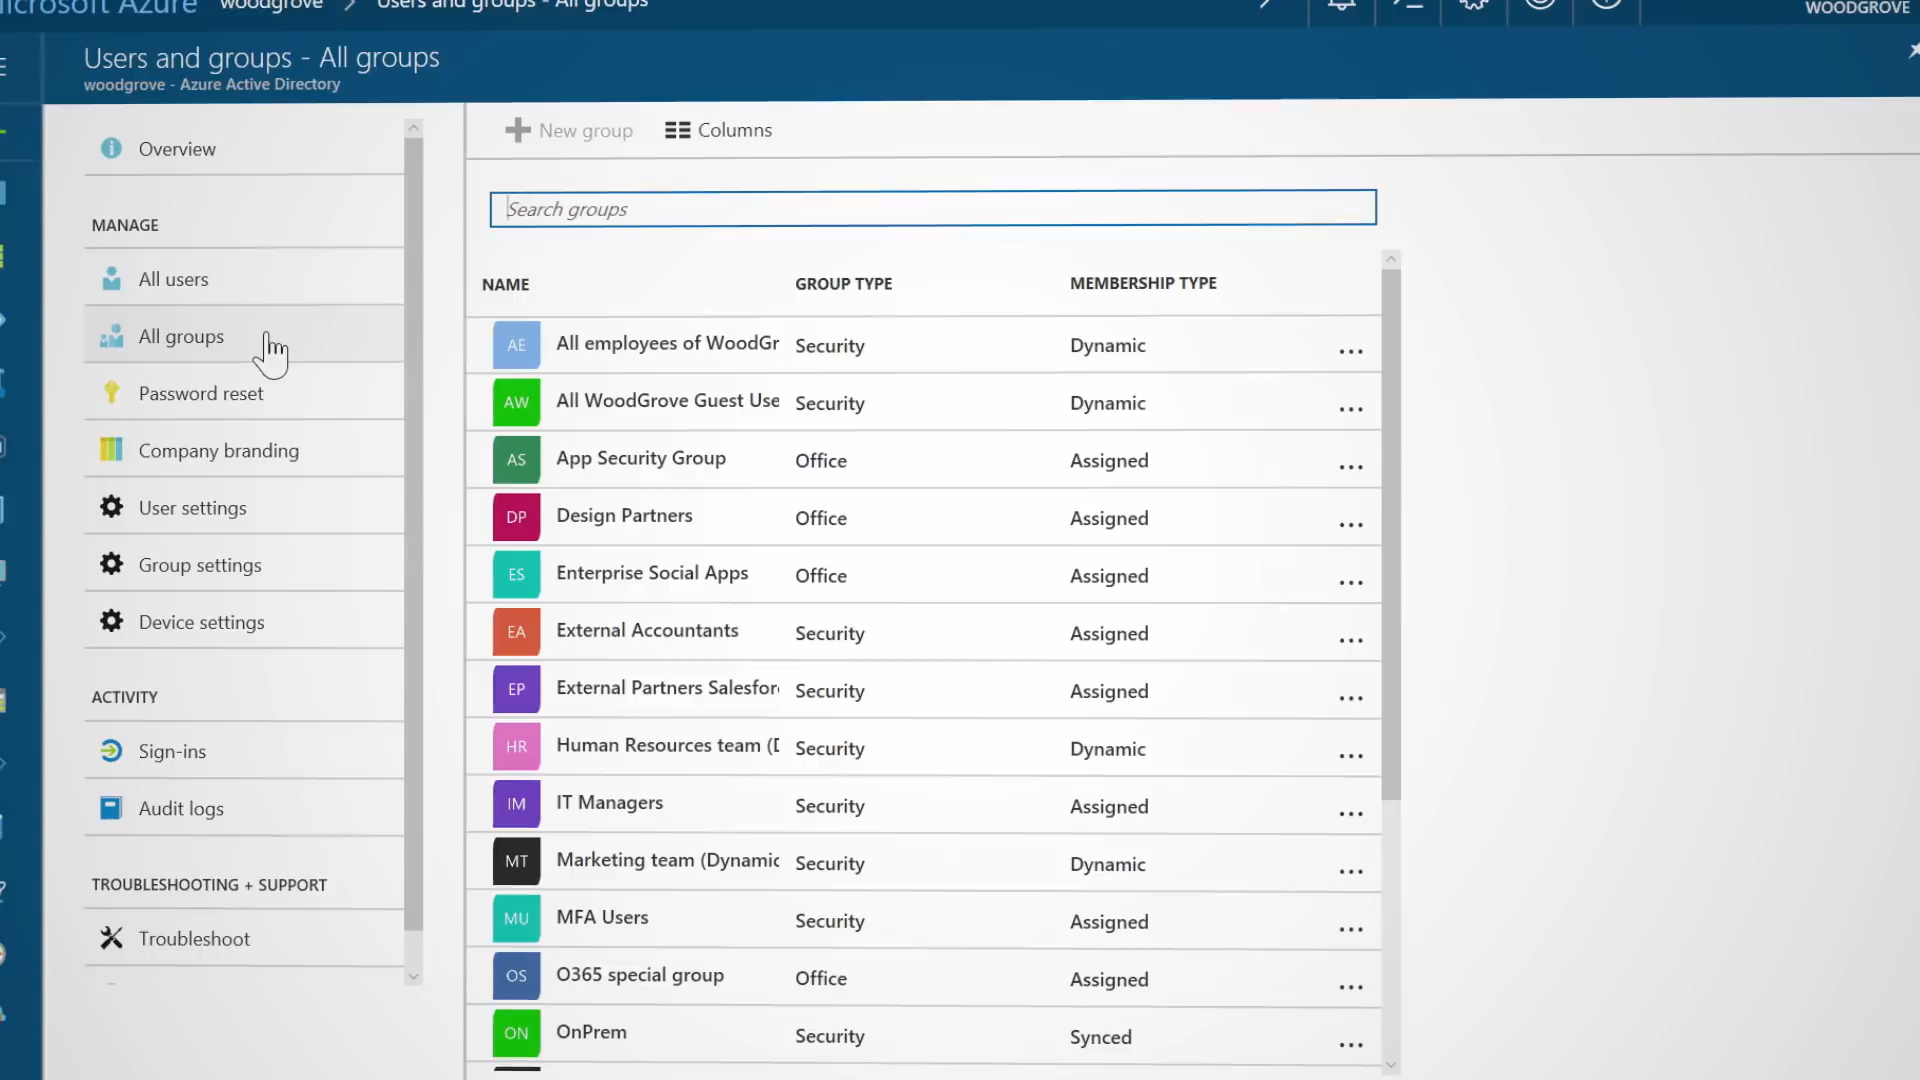 Microsoft Azure woodgrove > Users and groups - All groups
WOODGROVE
Users and groups - All groups
woodgrove - Azure Active Directory
Overview
MANAGE
All users
All groups
Password reset
Company branding
User settings
Group settings
Device settings
ACTIVITY
Sign-ins
Audit logs
TROUBLESHOOTING + SUPPORT
Troubleshoot
New group Columns
Search groups
NAME GROUP TYPE MEMBERSHIP TYPE
AE All employees of WoodGr Security Dynamic ...
AW All WoodGrove Guest Use Security Dynamic ...
AS App Security Group Office Assigned ...
DP Design Partners Office Assigned ...
ES Enterprise Social Apps Office Assigned ...
EA External Accountants Security Assigned ...
EP External Partners Salesfor Security Assigned ...
HR Human Resources team (D Security Dynamic ...
IM IT Managers Security Assigned ...
MT Marketing team (Dynamic Security Dynamic ...
MU MFA Users Security Assigned ...
OS O365 special group Office Assigned ...
ON OnPrem Security Synced ...